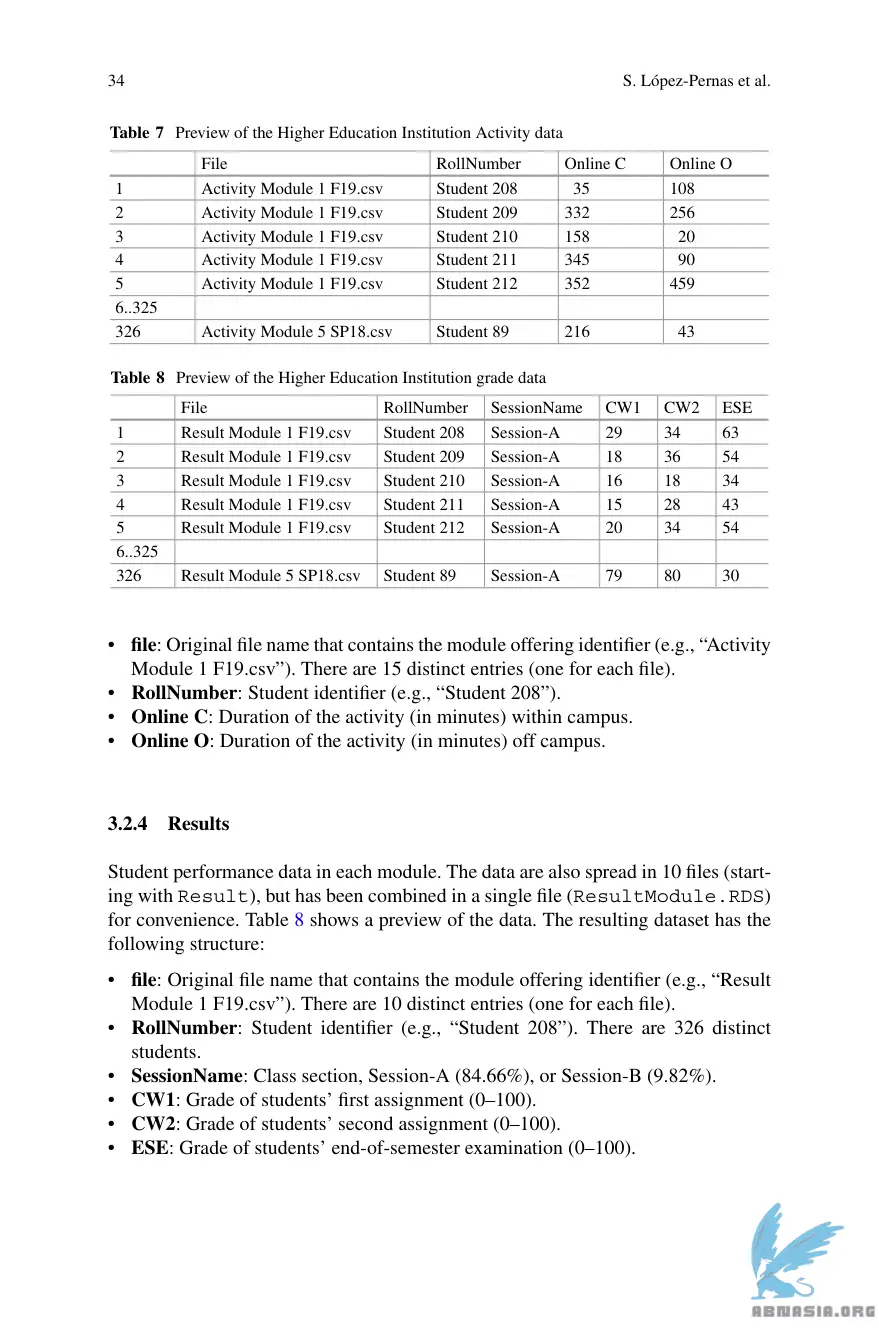 34 S. López-Pernas et al.
Table 7 Preview of the Higher Education Institution Activity data
File RollNumber Online C Online O
1 Activity Module 1 F19.csv Student 208 35 108
2 Activity Module 1 F19.csv Student 209 332 256
3 Activity Module 1 F19.csv Student 210 158 20
4 Activity Module 1 F19.csv Student 211 345 90
5 Activity Module 1 F19.csv Student 212 352 459
6..325
326 Activity Module 5 SP18.csv Student 89 216 43
Table 8 Preview of the Higher Education Institution grade data
File RollNumber SessionName CW1 CW2 ESE
1 Result Module 1 F19.csv Student 208 Session-A 29 34 63
2 Result Module 1 F19.csv Student 209 Session-A 18 36 54
3 Result Module 1 F19.csv Student 210 Session-A 16 18 34
4 Result Module 1 F19.csv Student 211 Session-A 15 28 43
5 Result Module 1 F19.csv Student 212 Session-A 20 34 54
6..325
326 Result Module 5 SP18.csv Student 89 Session-A 79 80 30
• file: Original file name that contains the module offering identifier (e.g., “Activity
Module 1 F19.csv”). There are 15 distinct entries (one for each file).
• RollNumber: Student identifier (e.g., “Student 208”).
• Online C: Duration of the activity (in minutes) within campus.
• Online O: Duration of the activity (in minutes) off campus.
3.2.4 Results
Student performance data in each module. The data are also spread in 10 files (start-
ing with Result), but has been combined in a single file (ResultModule.RDS)
for convenience. Table 8 shows a preview of the data. The resulting dataset has the
following structure:
• file: Original file name that contains the module offering identifier (e.g., “Result
Module 1 F19.csv”). There are 10 distinct entries (one for each file).
• RollNumber: Student identifier (e.g., “Student 208”). There are 326 distinct
students.
• SessionName: Class section, Session-A (84.66%), or Session-B (9.82%).
• CW1: Grade of students’ first assignment (0–100).
• CW2: Grade of students’ second assignment (0–100).
• ESE: Grade of students’ end-of-semester examination (0–100).
ABNASIA.ORG